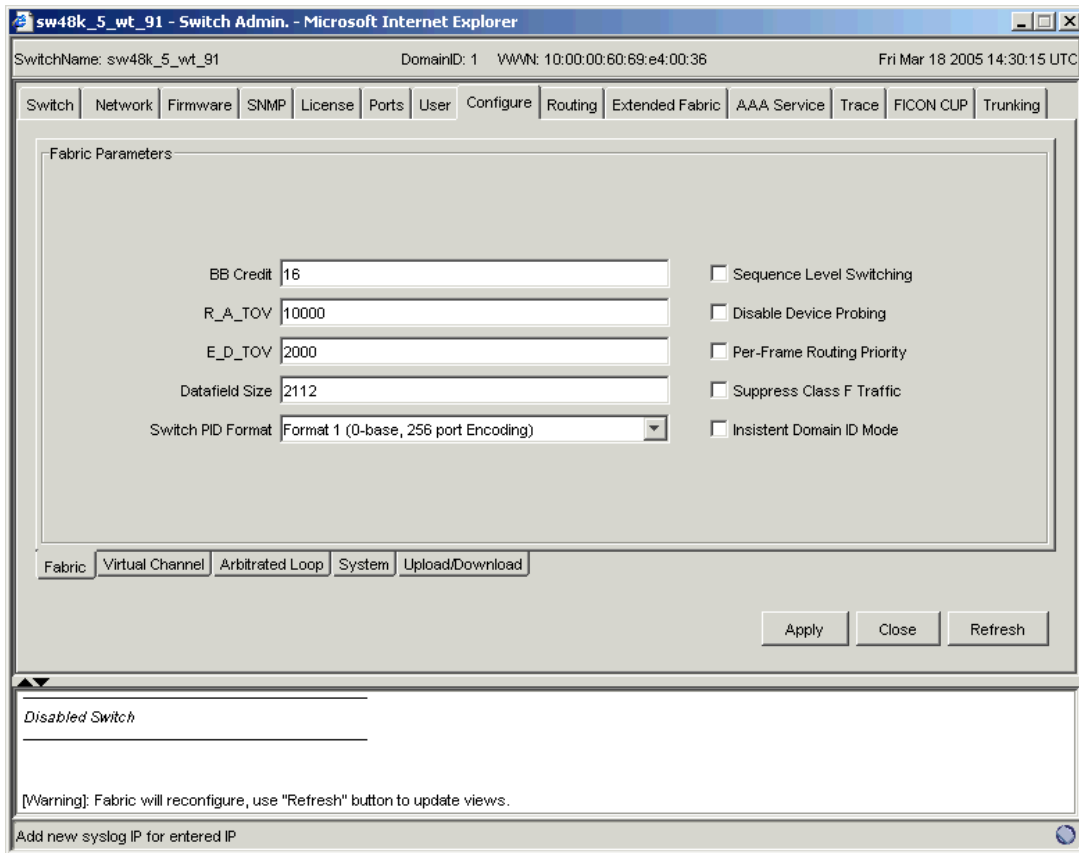 sw48k_5_wt_91 - Switch Admin. - Microsoft Internet Explorer
SwitchName: sw48k_5_wt_91 DomainID: 1 WWN: 10:00:00:60:69:e4:00:36 Fri Mar 18 2005 14:30:15 UTC
Switch Network Firmware SNMP License Ports User Configure Routing Extended Fabric AAA Service Trace FICON CUP Trunking
Fabric Parameters
BB Credit 16 Sequence Level Switching
R_A_TOV 10000 Disable Device Probing
E_D_TOV 2000 Per-Frame Routing Priority
Datafield Size 2112 Suppress Class F Traffic
Switch PID Format Format 1 (0-base, 256 port Encoding) Insistent Domain ID Mode
Fabric Virtual Channel Arbitrated Loop System Upload/Download
Apply Close Refresh
Disabled Switch
[Warning]: Fabric will reconfigure, use "Refresh" button to update views.
Add new syslog IP for entered IP